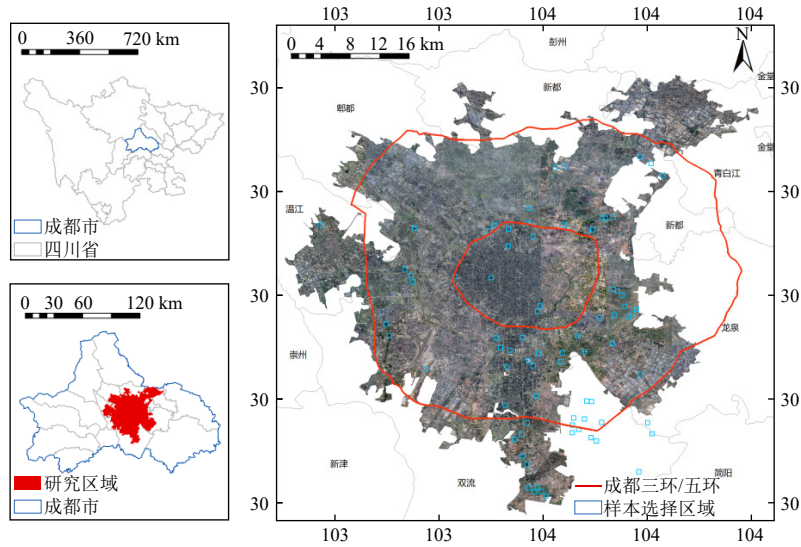 0 360 720 km
成都市
四川省
0 30 60 120 km
研究区域
成都市
103 103 104 104 104
0 4 8 12 16 km
N
彭州
30
新都
金堂
郫都
金堂
30
青白江
温江
新都
30
龙泉
崇州
30
新津
双流
简阳
成都三环/五环
30
样本选择区域
103 103 104 104 104